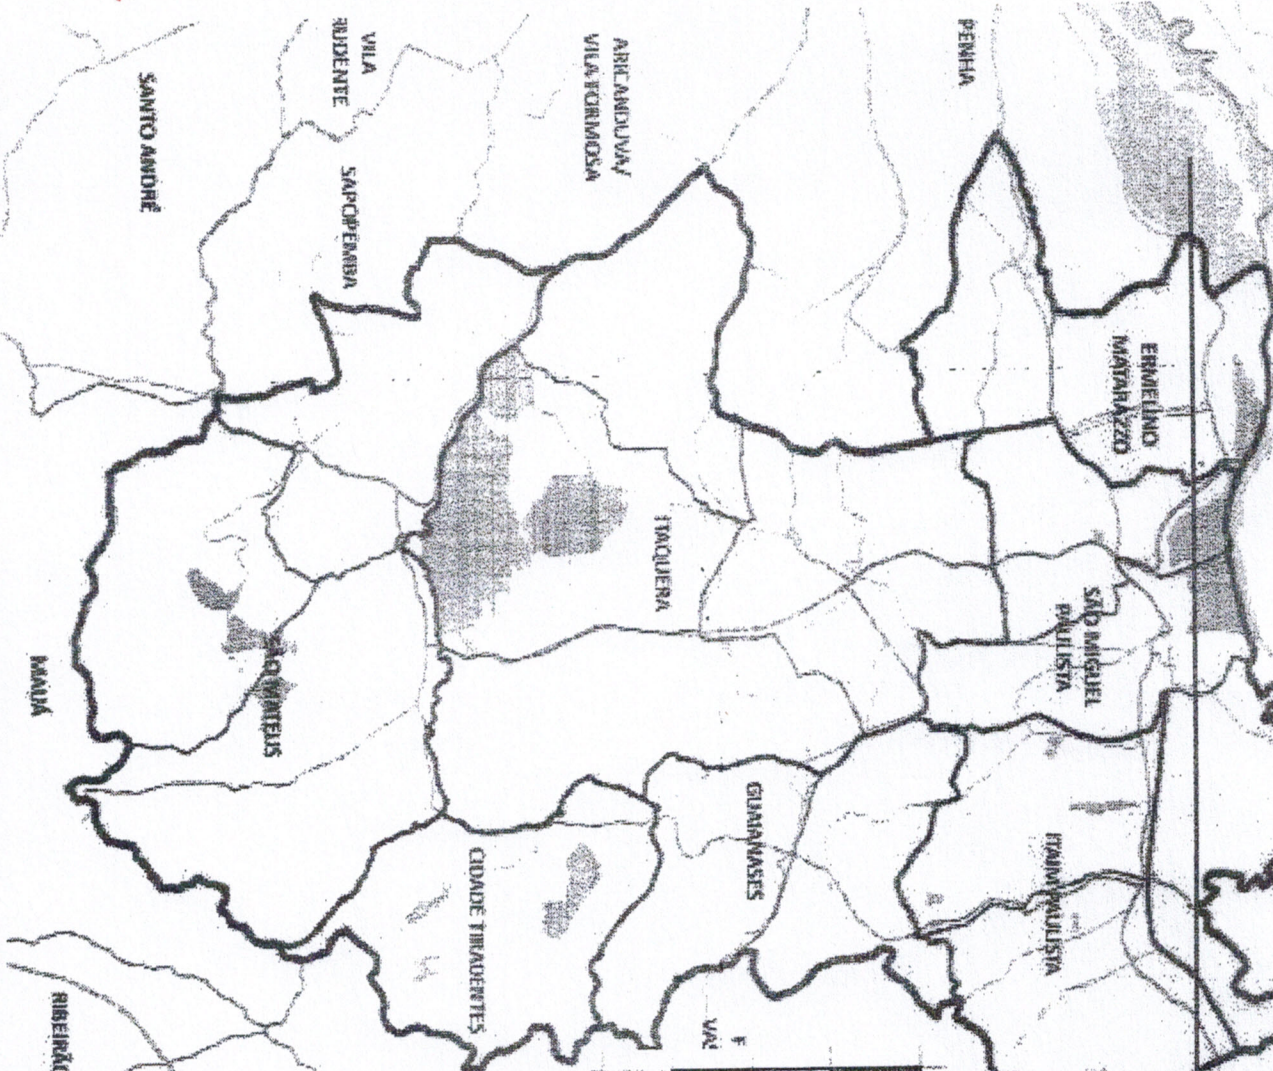 PENHA
ARICANDUVA/
VILA FORMOSA
VILA
SAPOPEMBA
SANTO ANDRÉ
ERMELINO
MATARAZZO
ITAQUERA
SÃO MIGUEL
PAULISTA
SÃO MATEUS
MAUÁ
GUAIANASES
ITAIM PAULISTA
CIDADE TIRADENTES